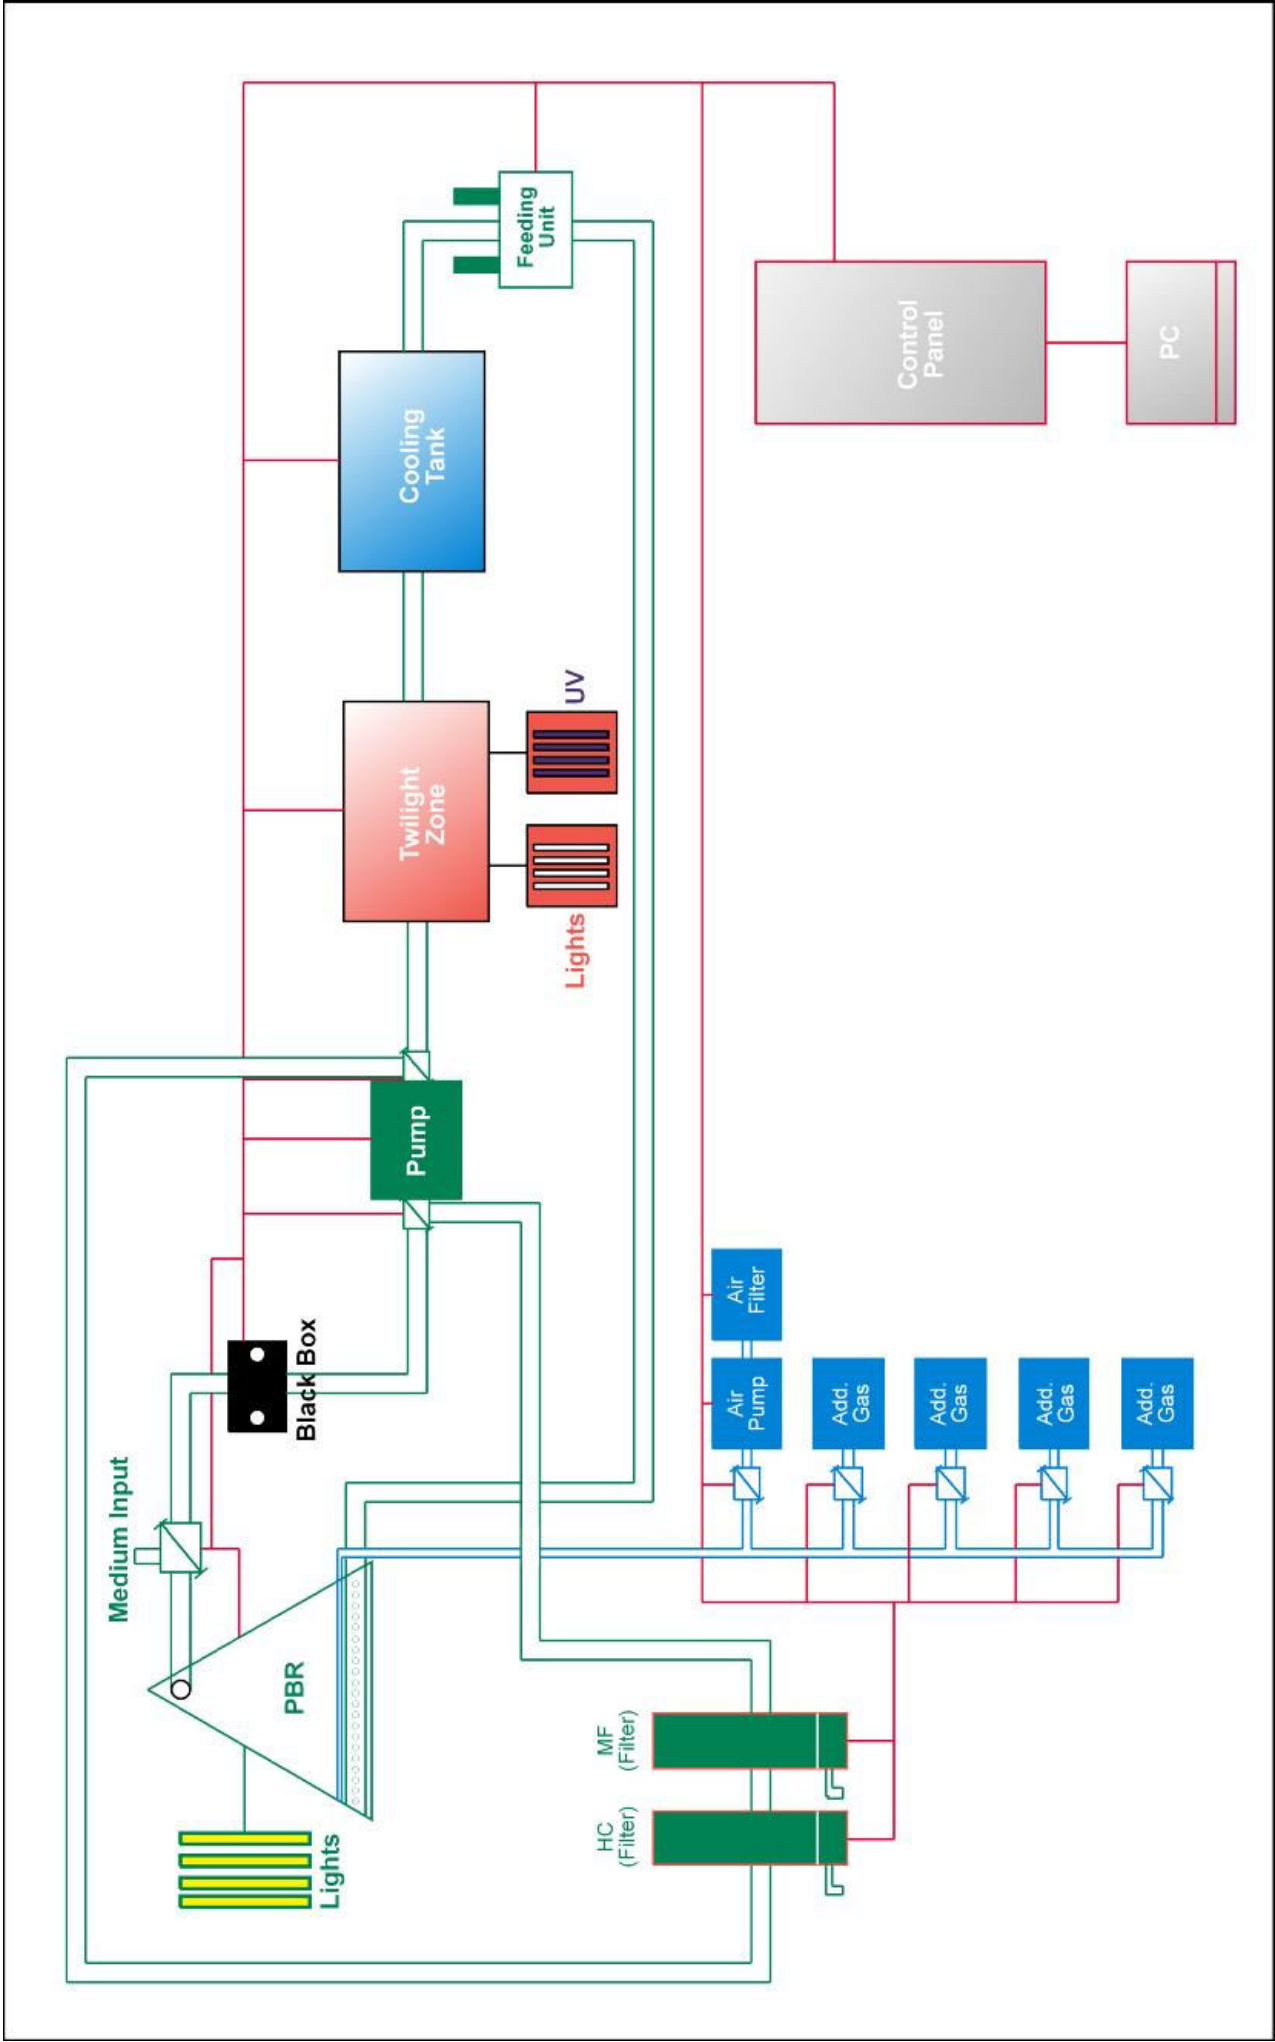 Lights
PBR
Medium Input
Black Box
Pump
Twilight
Zone
Lights
UV
Cooling
Tank
Feeding
Unit
HC
(Filter)
MF
(Filter)
Air
Pump
Air
Filter
Add.
Gas
Add.
Gas
Add.
Gas
Add.
Gas
Control
Panel
PC